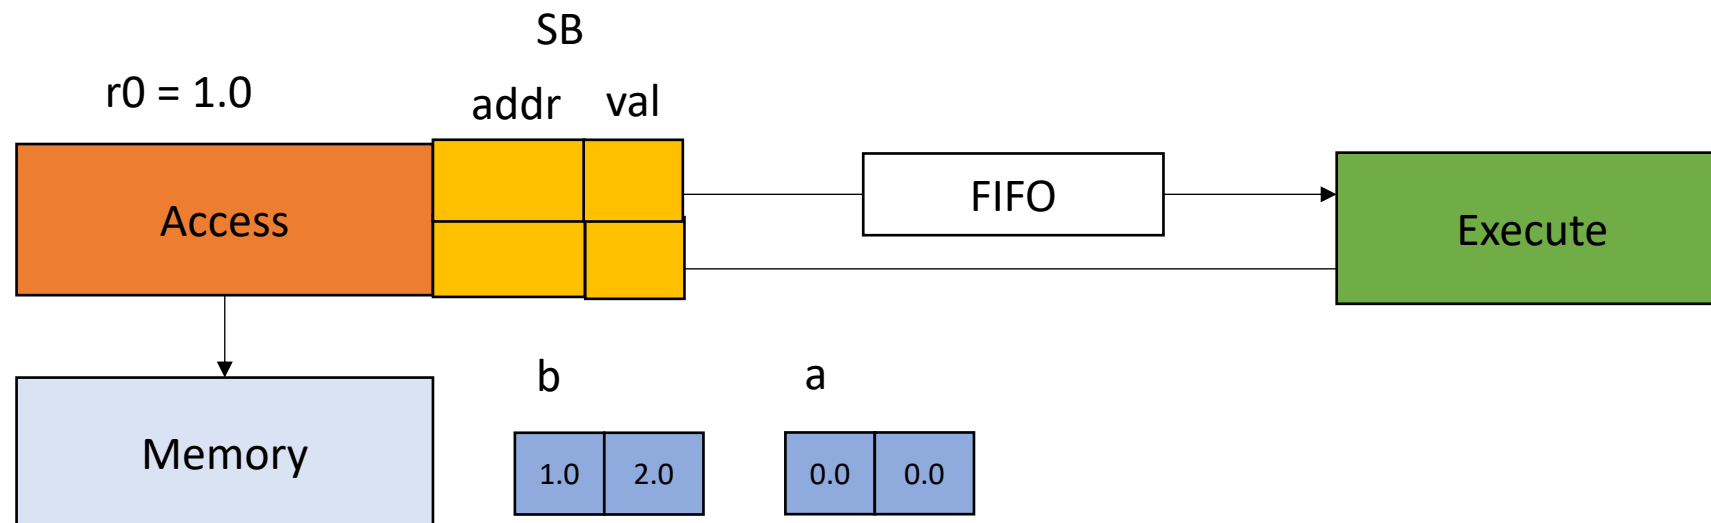 SB
r0 = 1.0
addr val
Access
FIFO
Execute
b
a
Memory
1.0 2.0
0.0 0.0